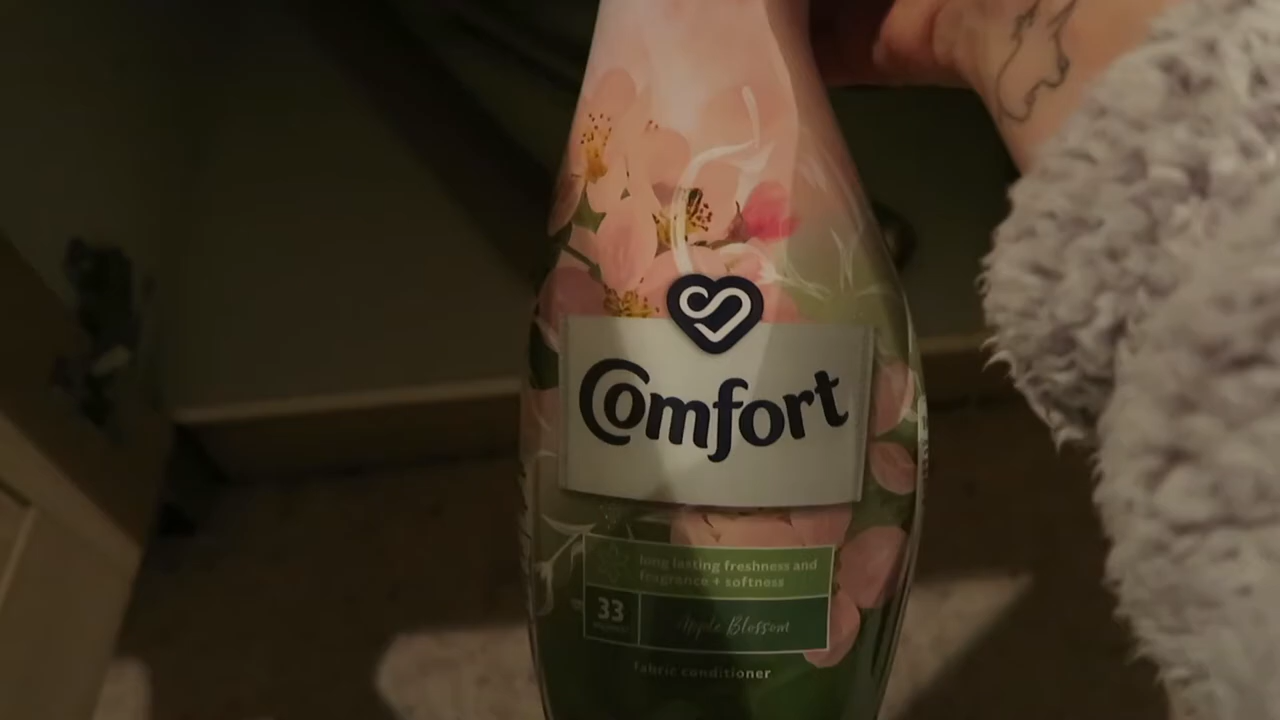 Comfort
long lasting freshness and
fragrance + softness
33
Apple Blossom
fabric conditioner